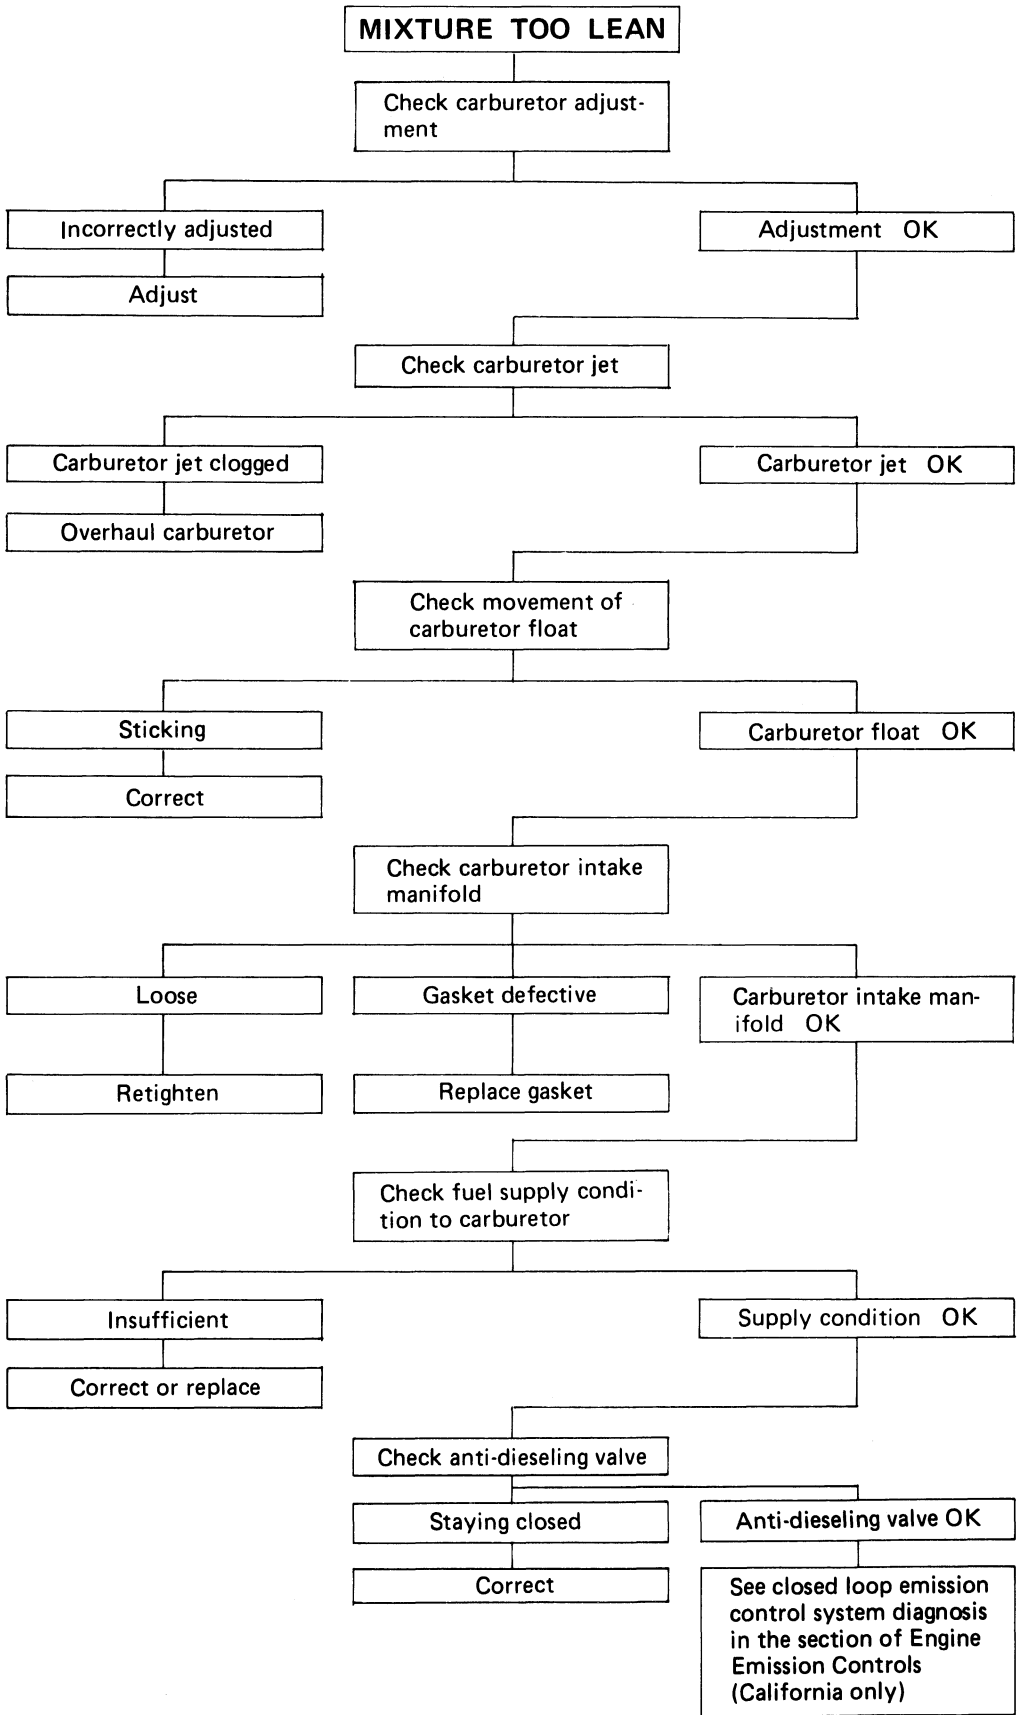 MIXTURE TOO LEAN
Check carburetor adjust-
ment
Incorrectly adjusted
Adjustment OK
Adjust
Check carburetor jet
Carburetor jet clogged
Carburetor jet OK
Overhaul carburetor
Check movement of
carburetor float
Sticking
Carburetor float OK
Correct
Check carburetor intake
manifold
Loose
Gasket defective
Carburetor intake man-
ifold OK
Retighten
Replace gasket
Check fuel supply condi-
tion to carburetor
Insufficient
Supply condition OK
Correct or replace
Check anti-dieseling valve
Staying closed
Anti-dieseling valve OK
Correct
See closed loop emission
control system diagnosis
in the section of Engine
Emission Controls
(California only)